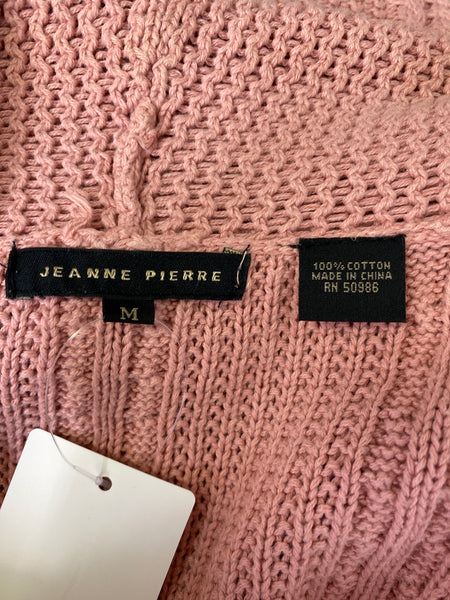 JEANNE PIERRE
M
100% COTTON
MADE IN CHINA
RN 50986